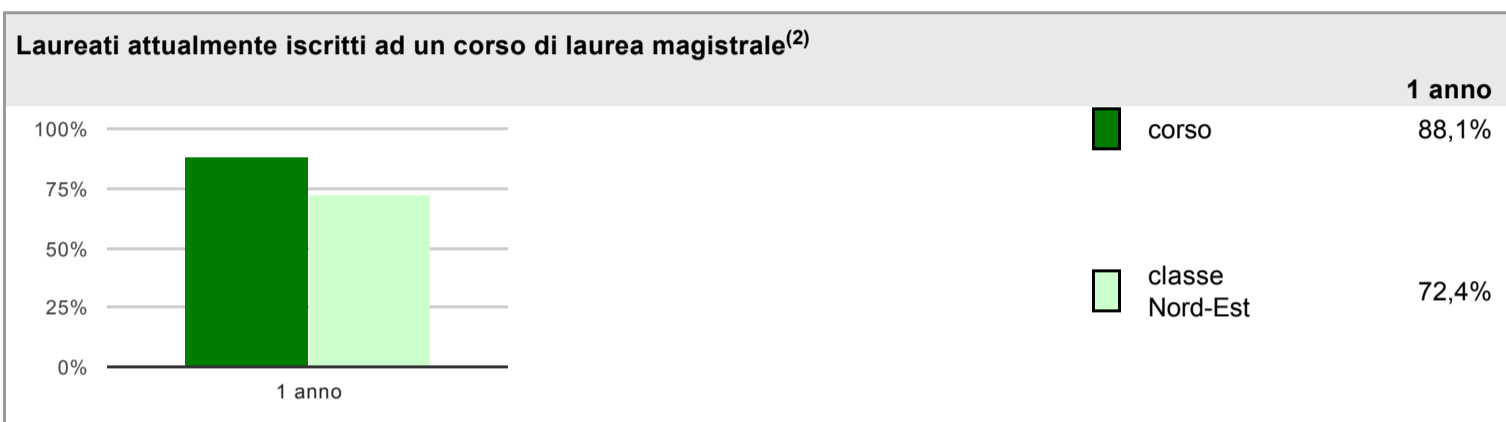 Laureati attualmente iscritti ad un corso di laurea magistrale(2)
1 anno
100%
75%
50%
25%
0%
1 anno
corso 88,1%
classe
Nord-Est 72,4%